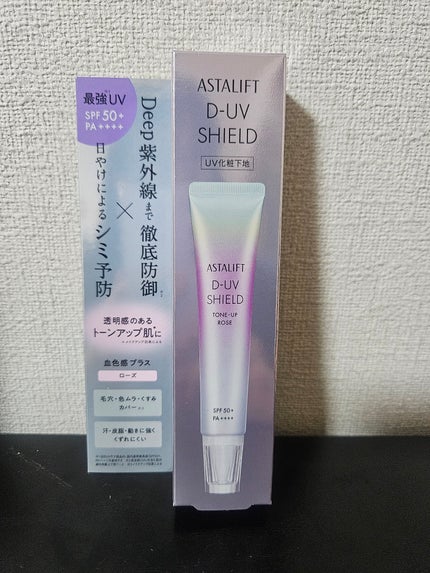 最強UV
SPF50+
PA++++
Deep紫外線まで徹底防御
×
日やけによるシミ予防
透明感のある
トーンアップ肌に
血色感プラス
ローズ
毛穴・色ムラ・くすみ
カバー
汗・皮脂・動きに強く
くずれにくい
ASTALIFT
D-UV
SHIELD
UV化粧下地
ASTALIFT
D-UV
SHIELD
TONE-UP
ROSE
SPF50+
PA++++